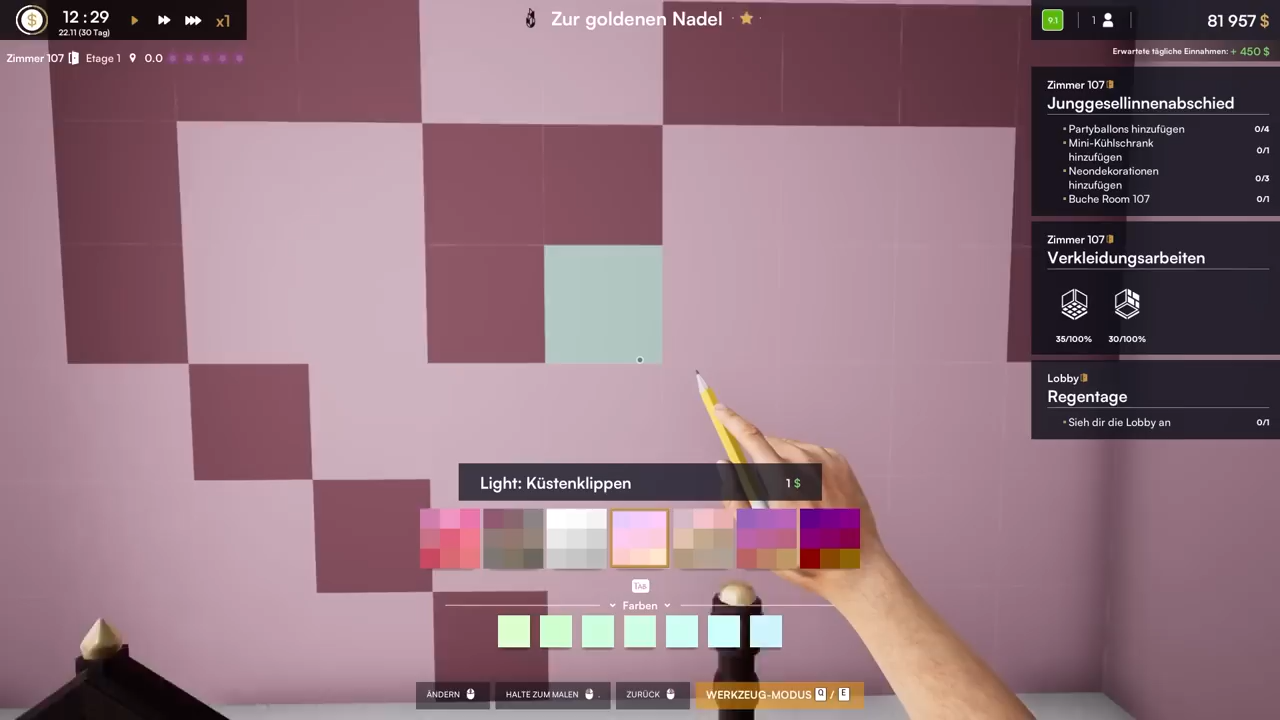 12:29
22.11 (30 Tag)
x1
Zimmer 107 Etage 1 0.0
Zur goldenen Nadel
9.1 1 81 957 $
Erwartete tägliche Einnahmen: + 450 $
Zimmer 107
Junggesellinnenabschied
Partyballons hinzufügen 0/4
Mini-Kühlschrank
hinzufügen 0/1
Neondekorationen
hinzufügen 0/3
Buche Room 107 0/1
Zimmer 107
Verkleidungsarbeiten
35/100% 30/100%
Lobby
Regentage
Sieh dir die Lobby an 0/1
Light: Küstenklippen 1 $
TAB
Farben
ÄNDERN HALTE ZUM MALEN . ZURÜCK WERKZEUG-MODUS Q / E